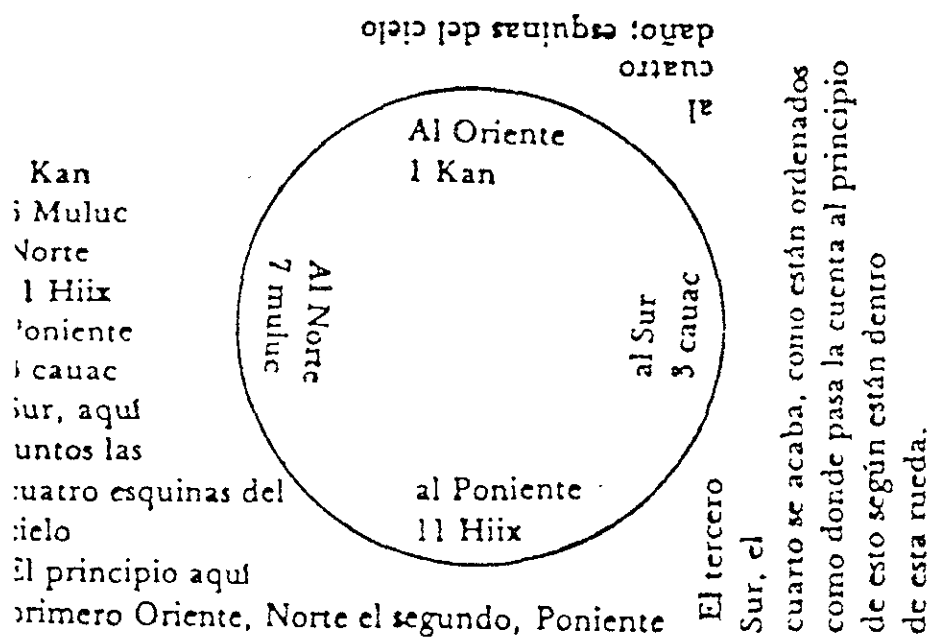 al
cuatro
daño; esquinas del cielo
Kan
Muluc
Norte
1 Hiix
Poniente
cauac
Sur, aquí
untos las
cuatro esquinas del
cielo
El principio aquí
primero Oriente, Norte el segundo, Poniente
El tercero
Sur, el
cuarto se acaba, como están ordenados
como donde pasa la cuenta al principio
de esto según están dentro
de esta rueda.
Al Oriente
1 Kan
Al Norte
7 muluc
al Poniente
11 Hiix
al Sur
3 cauac